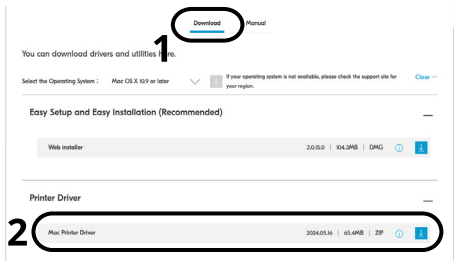 Download Manual
1
You can download drivers and utilities here.
Select the Operating System : Mac OS X 10.9 or later If your operating system is not available, please check the support site for Close
your region.
Easy Setup and Easy Installation (Recommended)
Web installer 2.0.15.0 | 104.3MB | DMG
Printer Driver
2 Mac Printer Driver 2024.05.16 | 65.4MB | ZIP